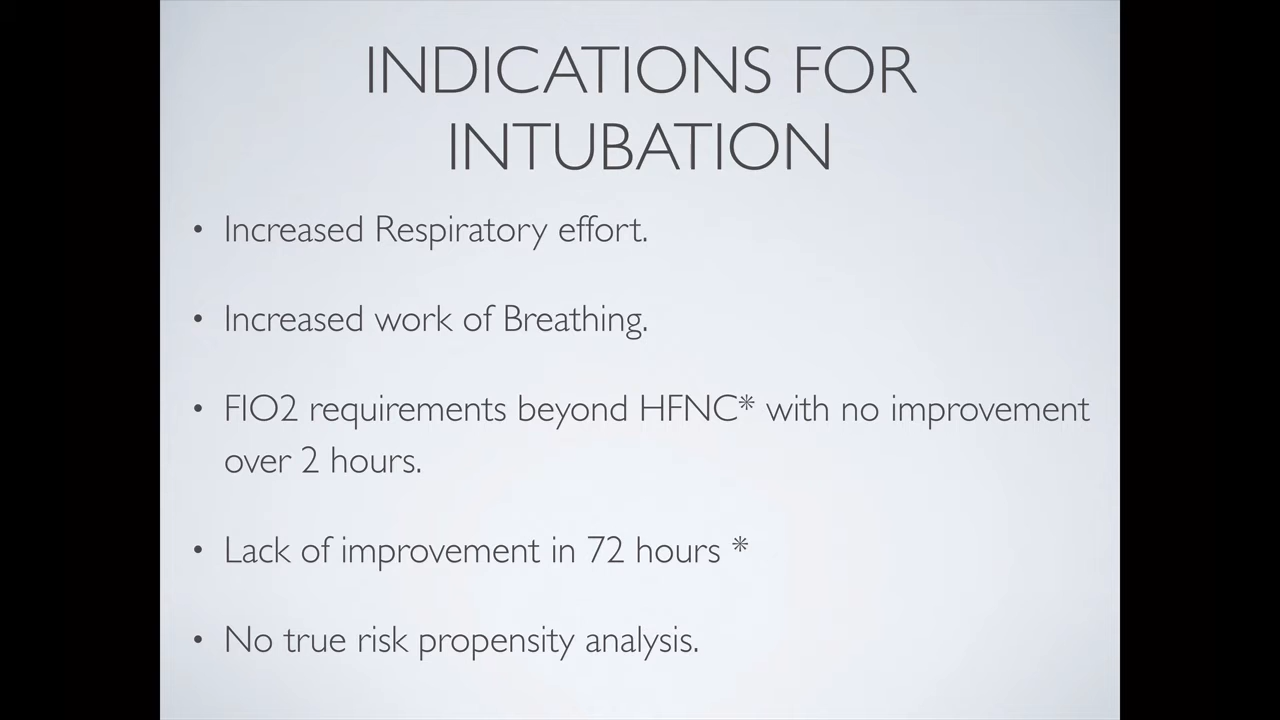 INDICATIONS FOR
INTUBATION
• Increased Respiratory effort.
• Increased work of Breathing.
• FIO2 requirements beyond HFNC* with no improvement
over 2 hours.
• Lack of improvement in 72 hours *
• No true risk propensity analysis.